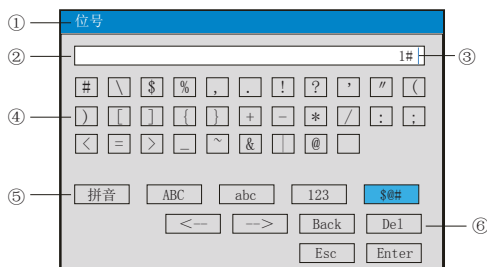 ① 位号
② 1# ③
# \ $ % , . ! ? ’ ″ (
④ ) [ ] { } + - * / : ;
< = > _ ~ & | @
⑤ 拼音 ABC abc 123 $@#
<-- --> Back Del ⑥
Esc Enter